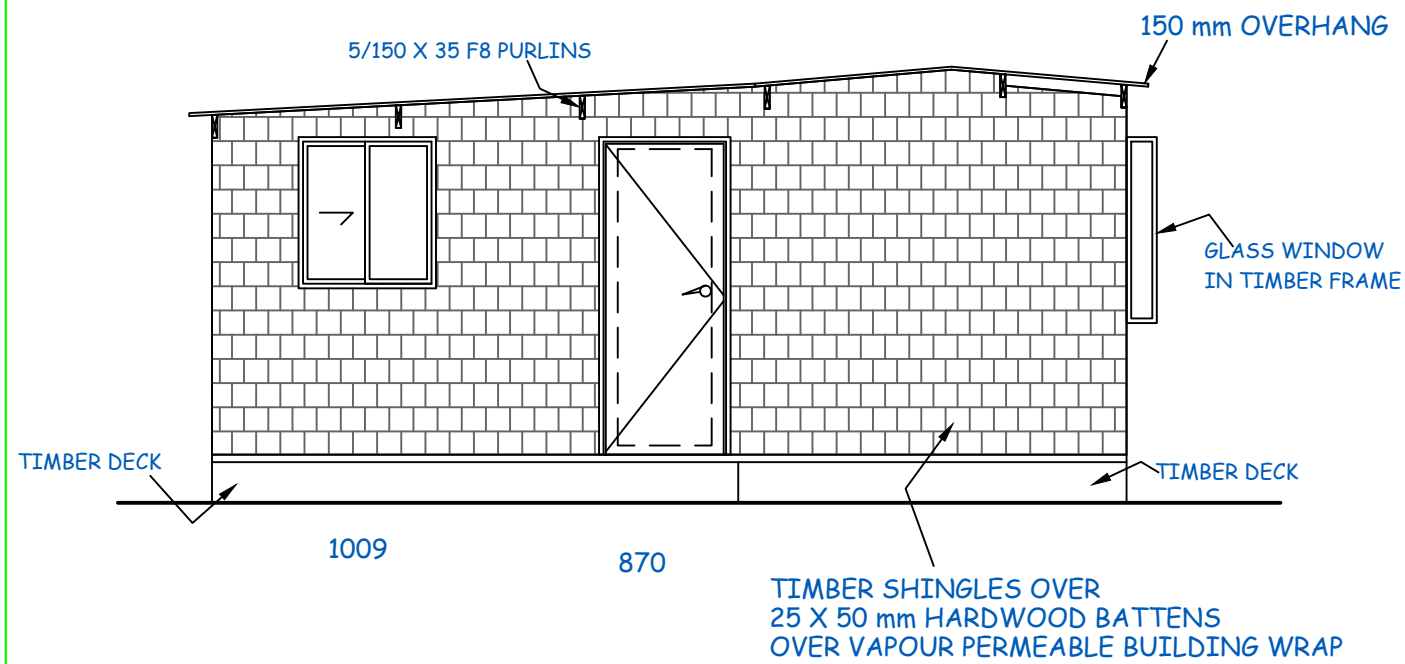 150 mm OVERHANG
5/150 X 35 F8 PURLINS
GLASS WINDOW
IN TIMBER FRAME
TIMBER DECK
TIMBER DECK
1009
870
TIMBER SHINGLES OVER
25 X 50 mm HARDWOOD BATTENS
OVER VAPOUR PERMEABLE BUILDING WRAP